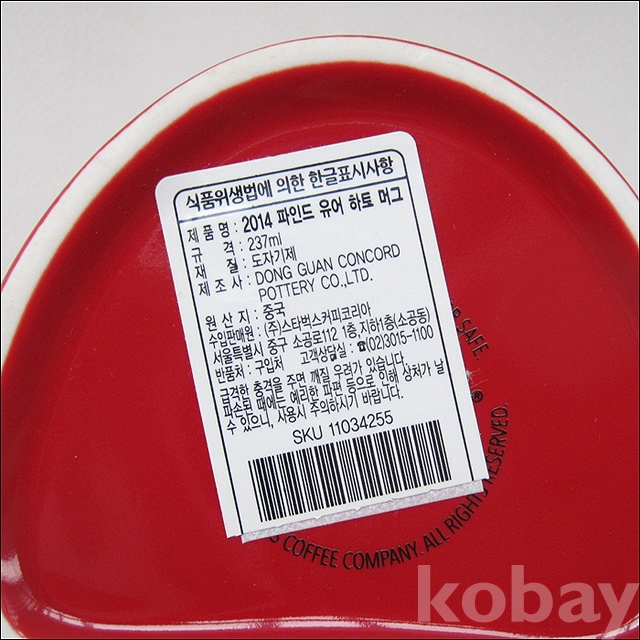 식품위생법에 의한 한글표시사항
제 품 명 : 2014 파인드 유어 하토 머그
규 격 : 237ml
재 질 : 도자기제
제 조 사 : DONG GUAN CONCORD
POTTERY CO.,LTD.
원 산 지 : 중국
수입판매원 : (주)스타벅스커피코리아
서울특별시 중구 소공로112 1층,지하1층(소공동)
반품처 : 구입처 고객상담실 : ☎(02)3015-1100
급격한 충격을 주면 깨질 우려가 있습니다.
파손될 때에는 예리한 파편 등으로 인해 상처가 날
수 있으니, 사용시 주의하시기 바랍니다.
SKU 11034255
SAFE.
®
COFFEE COMPANY. ALL RIGHTS RESERVED.
kobay